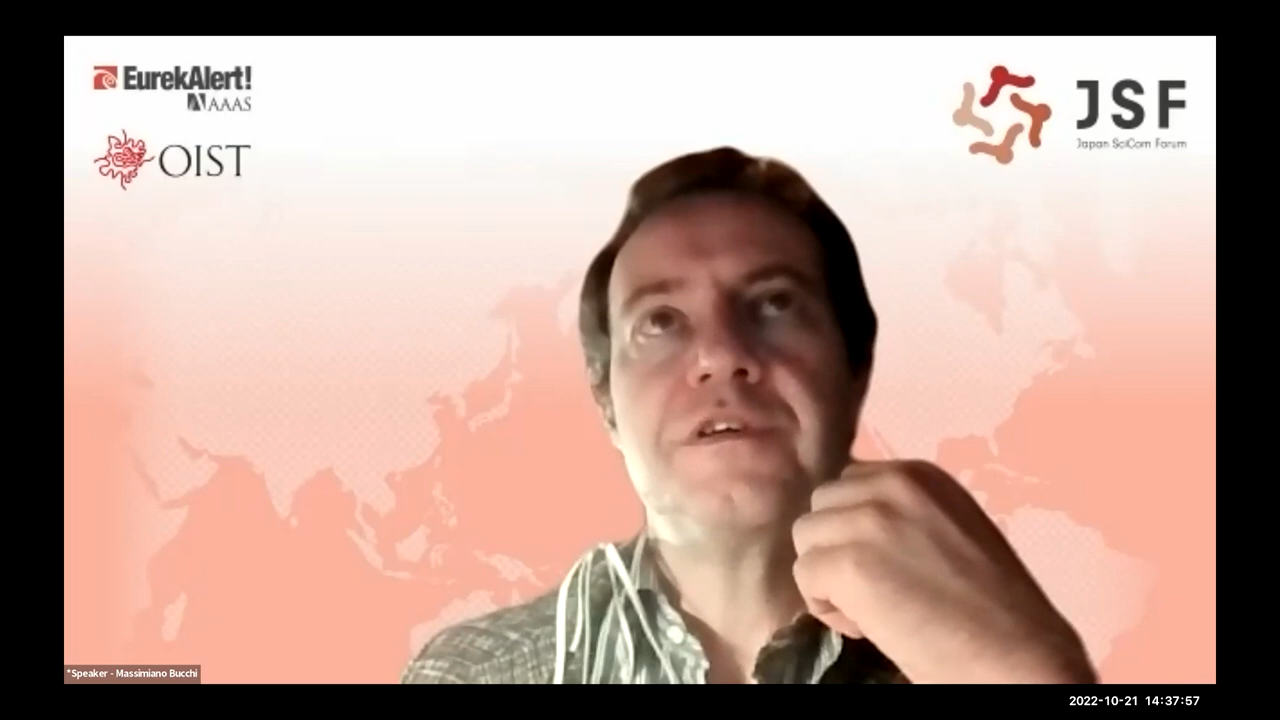 EurekAlert!
AAAS
OIST
JSF
Japan SciCom Forum
*Speaker - Massimiano Bucchi
2022-10-21 14:37:57